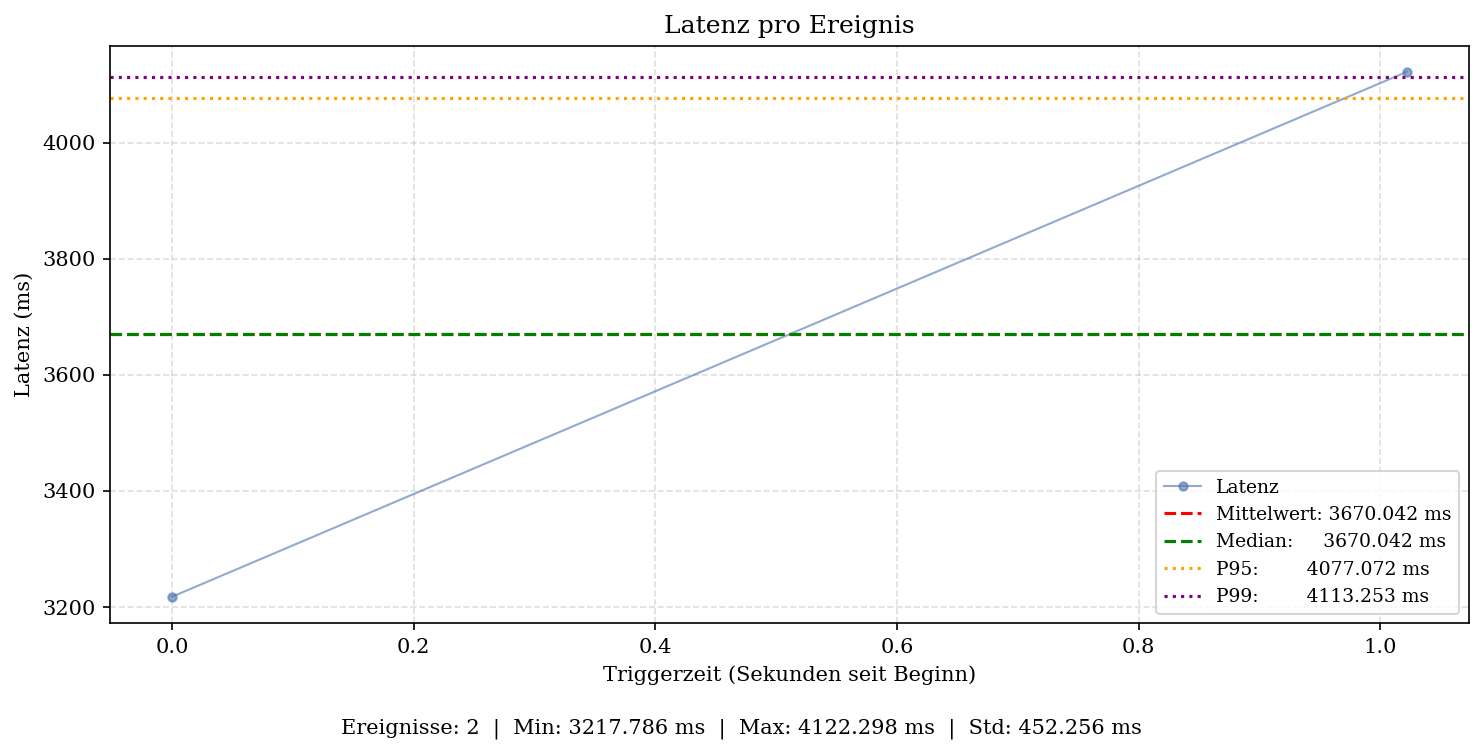 Latenz pro Ereignis
Latenz (ms)
4000
3800
3600
3400
3200
Latenz
Mittelwert: 3670.042 ms
Median: 3670.042 ms
P95: 4077.072 ms
P99: 4113.253 ms
0.0 0.2 0.4 0.6 0.8 1.0
Triggerzeit (Sekunden seit Beginn)
Ereignisse: 2 | Min: 3217.786 ms | Max: 4122.298 ms | Std: 452.256 ms